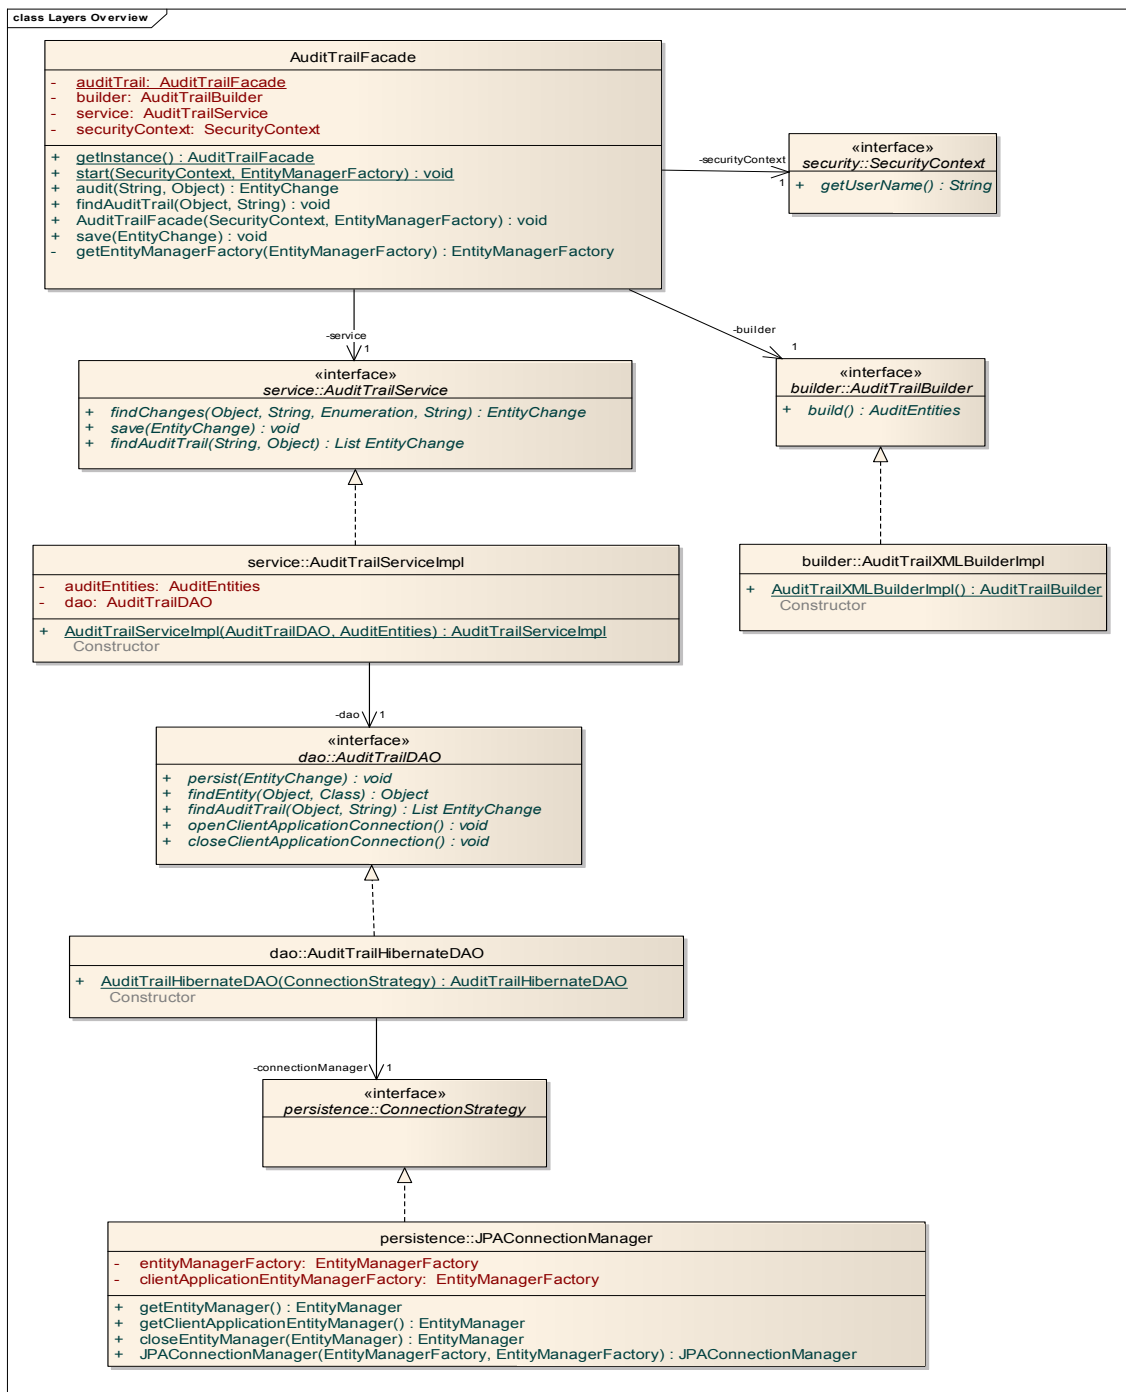 class Layers Overview
AuditTrailFacade
- auditTrail: AuditTrailFacade
- builder: AuditTrailBuilder
- service: AuditTrailService
- securityContext: SecurityContext
+ getInstance() : AuditTrailFacade
+ start(SecurityContext, EntityManagerFactory) : void
+ audit(String, Object) : EntityChange
+ findAuditTrail(Object, String) : void
+ AuditTrailFacade(SecurityContext, EntityManagerFactory) : void
+ save(EntityChange) : void
- getEntityManagerFactory(EntityManagerFactory) : EntityManagerFactory
-securityContext
1
«interface»
security::SecurityContext
+ getUserName() : String
-service
1
-builder
1
«interface»
service::AuditTrailService
+ findChanges(Object, String, Enumeration, String) : EntityChange
+ save(EntityChange) : void
+ findAuditTrail(String, Object) : List EntityChange
«interface»
builder::AuditTrailBuilder
+ build() : AuditEntities
service::AuditTrailServiceImpl
- auditEntities: AuditEntities
- dao: AuditTrailDAO
+ AuditTrailServiceImpl(AuditTrailDAO, AuditEntities) : AuditTrailServiceImpl
Constructor
builder::AuditTrailXMLBuilderImpl
+ AuditTrailXMLBuilderImpl() : AuditTrailBuilder
Constructor
-dao
1
«interface»
dao::AuditTrailDAO
+ persist(EntityChange) : void
+ findEntity(Object, Class) : Object
+ findAuditTrail(Object, String) : List EntityChange
+ openClientApplicationConnection() : void
+ closeClientApplicationConnection() : void
dao::AuditTrailHibernateDAO
+ AuditTrailHibernateDAO(ConnectionStrategy) : AuditTrailHibernateDAO
Constructor
-connectionManager
1
«interface»
persistence::ConnectionStrategy
persistence::JPAConnectionManager
- entityManagerFactory: EntityManagerFactory
- clientApplicationEntityManagerFactory: EntityManagerFactory
+ getEntityManager() : EntityManager
+ getClientApplicationEntityManager() : EntityManager
+ closeEntityManager(EntityManager) : EntityManager
+ JPAConnectionManager(EntityManagerFactory, EntityManagerFactory) : JPAConnectionManager